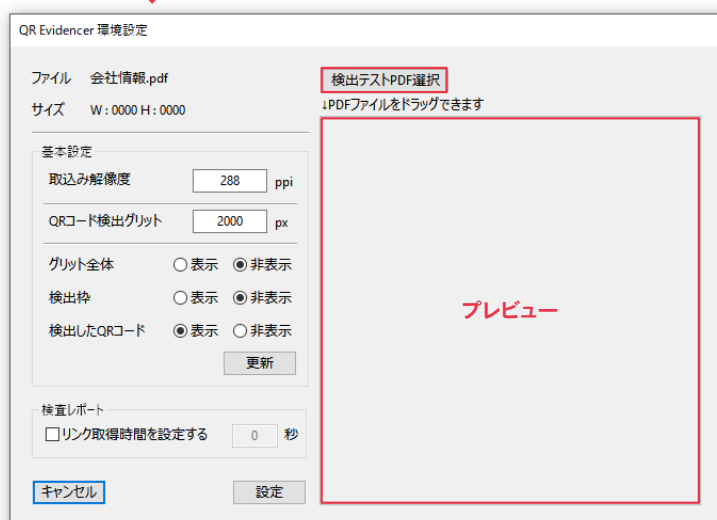 QR Evidencer 環境設定
ファイル 会社情報.pdf
サイズ W : 0000 H : 0000
検出テストPDF選択
↓PDFファイルをドラッグできます
基本設定
取込み解像度 288 ppi
QRコード検出グリット 2000 px
グリット全体 表示 非表示
検出枠 表示 非表示
検出したQRコード 表示 非表示
更新
プレビュー
検査レポート
リンク取得時間を設定する 0 秒
キャンセル 設定